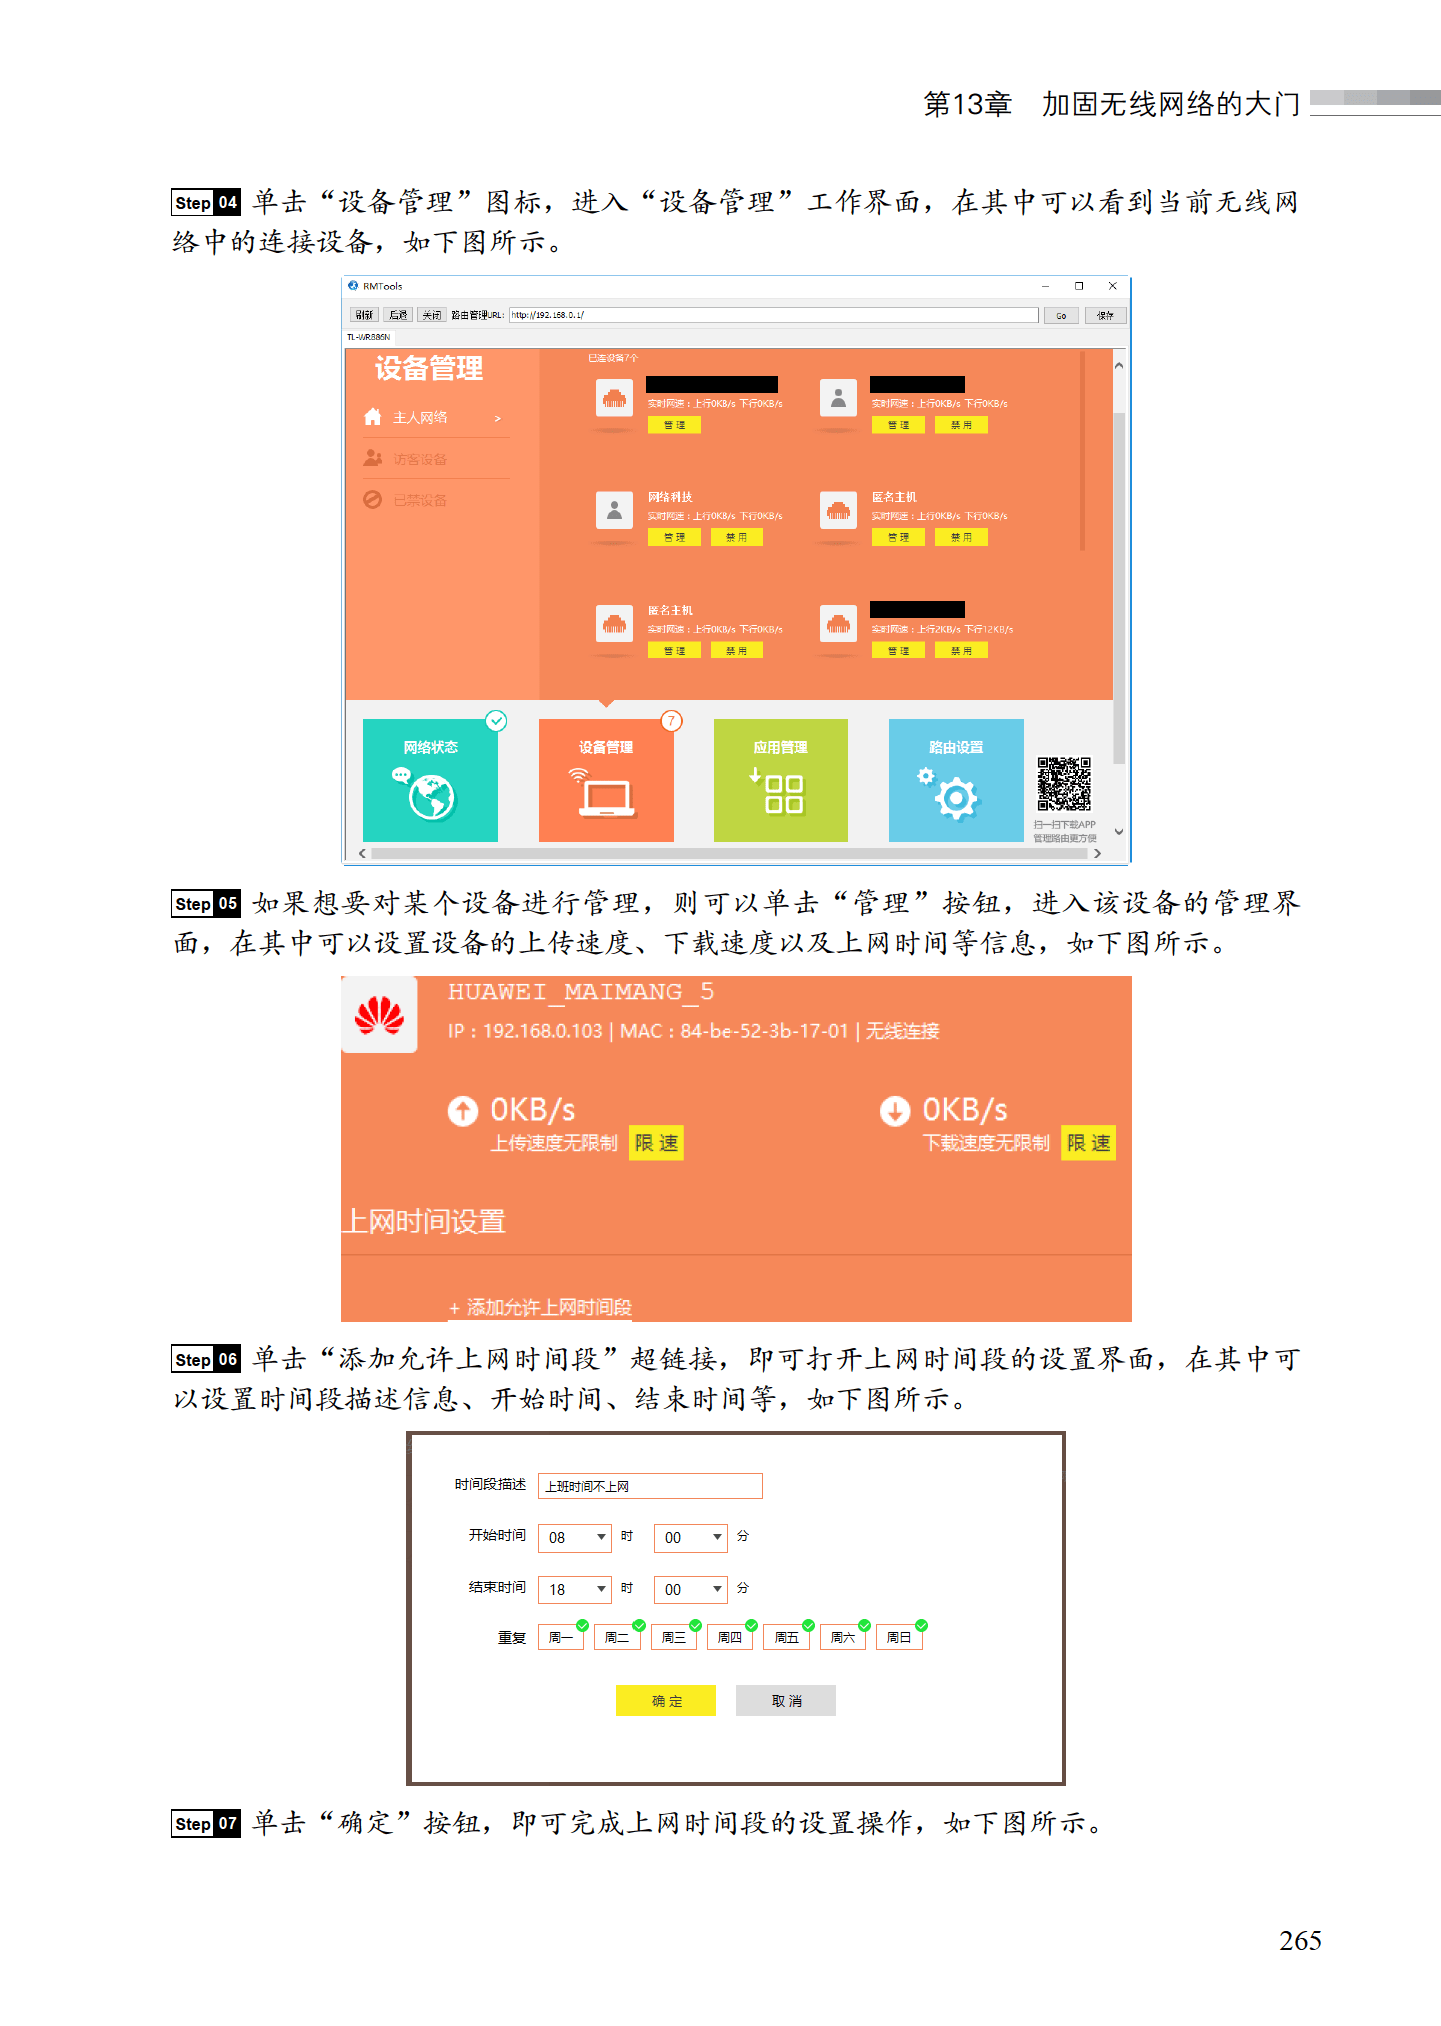 第13章 加固无线网络的大门
Step 04 单击“设备管理”图标，进入“设备管理”工作界面，在其中可以看到当前无线网
络中的连接设备，如下图所示。
RMTools
刷新 后退 关闭 路由管理URL: http://192.168.0.1/ Go 保存
TL-WR886N
设备管理
主人网络 >
访客设备
已禁设备
已连设备7个
实时网速：上行0KB/s 下行0KB/s 实时网速：上行0KB/s 下行0KB/s
管 理 管 理 禁 用
网络科技 匿名主机
实时网速：上行0KB/s 下行0KB/s 实时网速：上行0KB/s 下行0KB/s
管 理 禁 用 管 理 禁 用
匿名主机
实时网速：上行0KB/s 下行0KB/s 实时网速：上行2KB/s 下行12KB/s
管 理 禁 用 管 理 禁 用
7
网络状态 设备管理 应用管理 路由设置
扫一扫下载APP
管理路由更方便
Step 05 如果想要对某个设备进行管理，则可以单击“管理”按钮，进入该设备的管理界
面，在其中可以设置设备的上传速度、下载速度以及上网时间等信息，如下图所示。
HUAWEI_MAIMANG_5
IP：192.168.0.103 | MAC：84-be-52-3b-17-01 | 无线连接
0KB/s 0KB/s
上传速度无限制 限 速 下载速度无限制 限 速
上网时间设置
+ 添加允许上网时间段
Step 06 单击“添加允许上网时间段”超链接，即可打开上网时间段的设置界面，在其中可
以设置时间段描述信息、开始时间、结束时间等，如下图所示。
时间段描述 上班时间不上网
开始时间 08 时 00 分
结束时间 18 时 00 分
重复 周一 周二 周三 周四 周五 周六 周日
确 定 取 消
Step 07 单击“确定”按钮，即可完成上网时间段的设置操作，如下图所示。
265